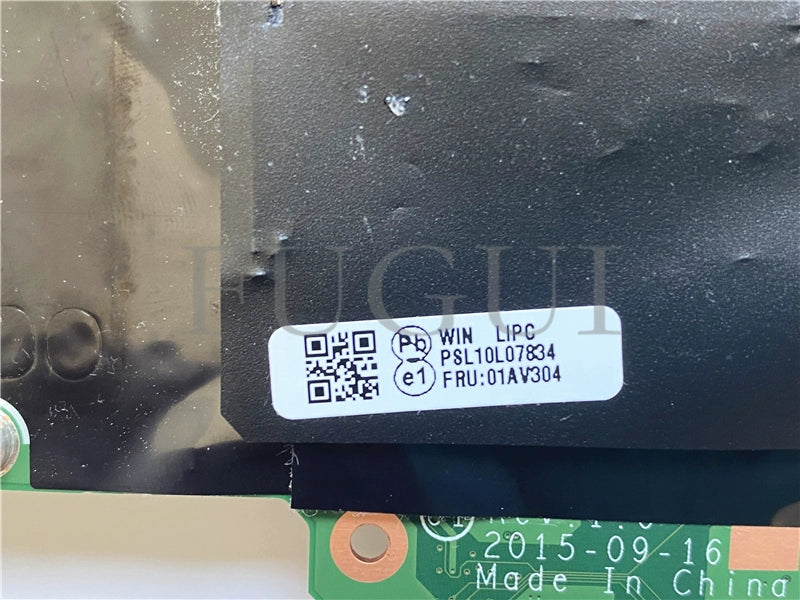 FUGUI
Pb WIN LIPC
PSL10L07834
e1 FRU:01AV304
2015-09-16
Made In China